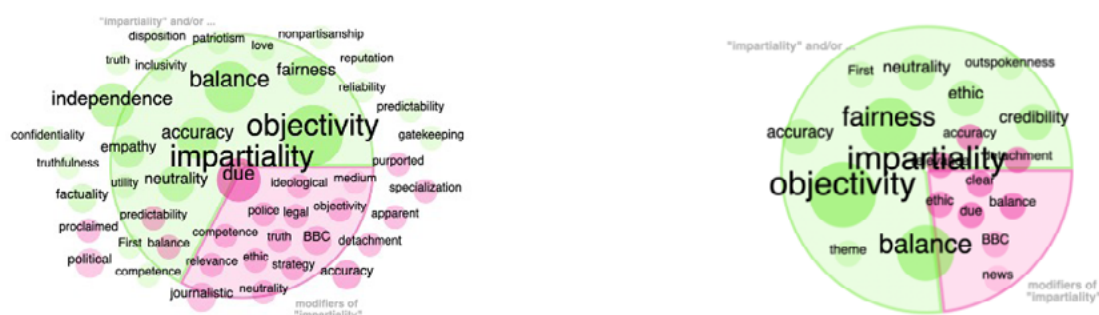 "impartiality" and/or ...
disposition
patriotism
love
nonpartisanship
truth
inclusivity
balance
fairness
reputation
reliability
independence
predictability
accuracy
objectivity
gatekeeping
confidentiality
empathy
impartiality
purported
truthfulness
due
utility
neutrality
ideological
medium
specialization
factuality
predictability
police
legal
objectivity
apparent
proclaimed
competence
truth
BBC
detachment
First
balance
political
relevance
ethic
strategy
accuracy
competence
journalistic
neutrality
modifiers of
"impartiality"
"impartiality" and/or ...
First
neutrality
outspokenness
ethic
fairness
credibility
accuracy
accuracy
impartiality
detachment
objectivity
clear
ethic
due
balance
theme
balance
BBC
news
modifiers of
"impartiality"